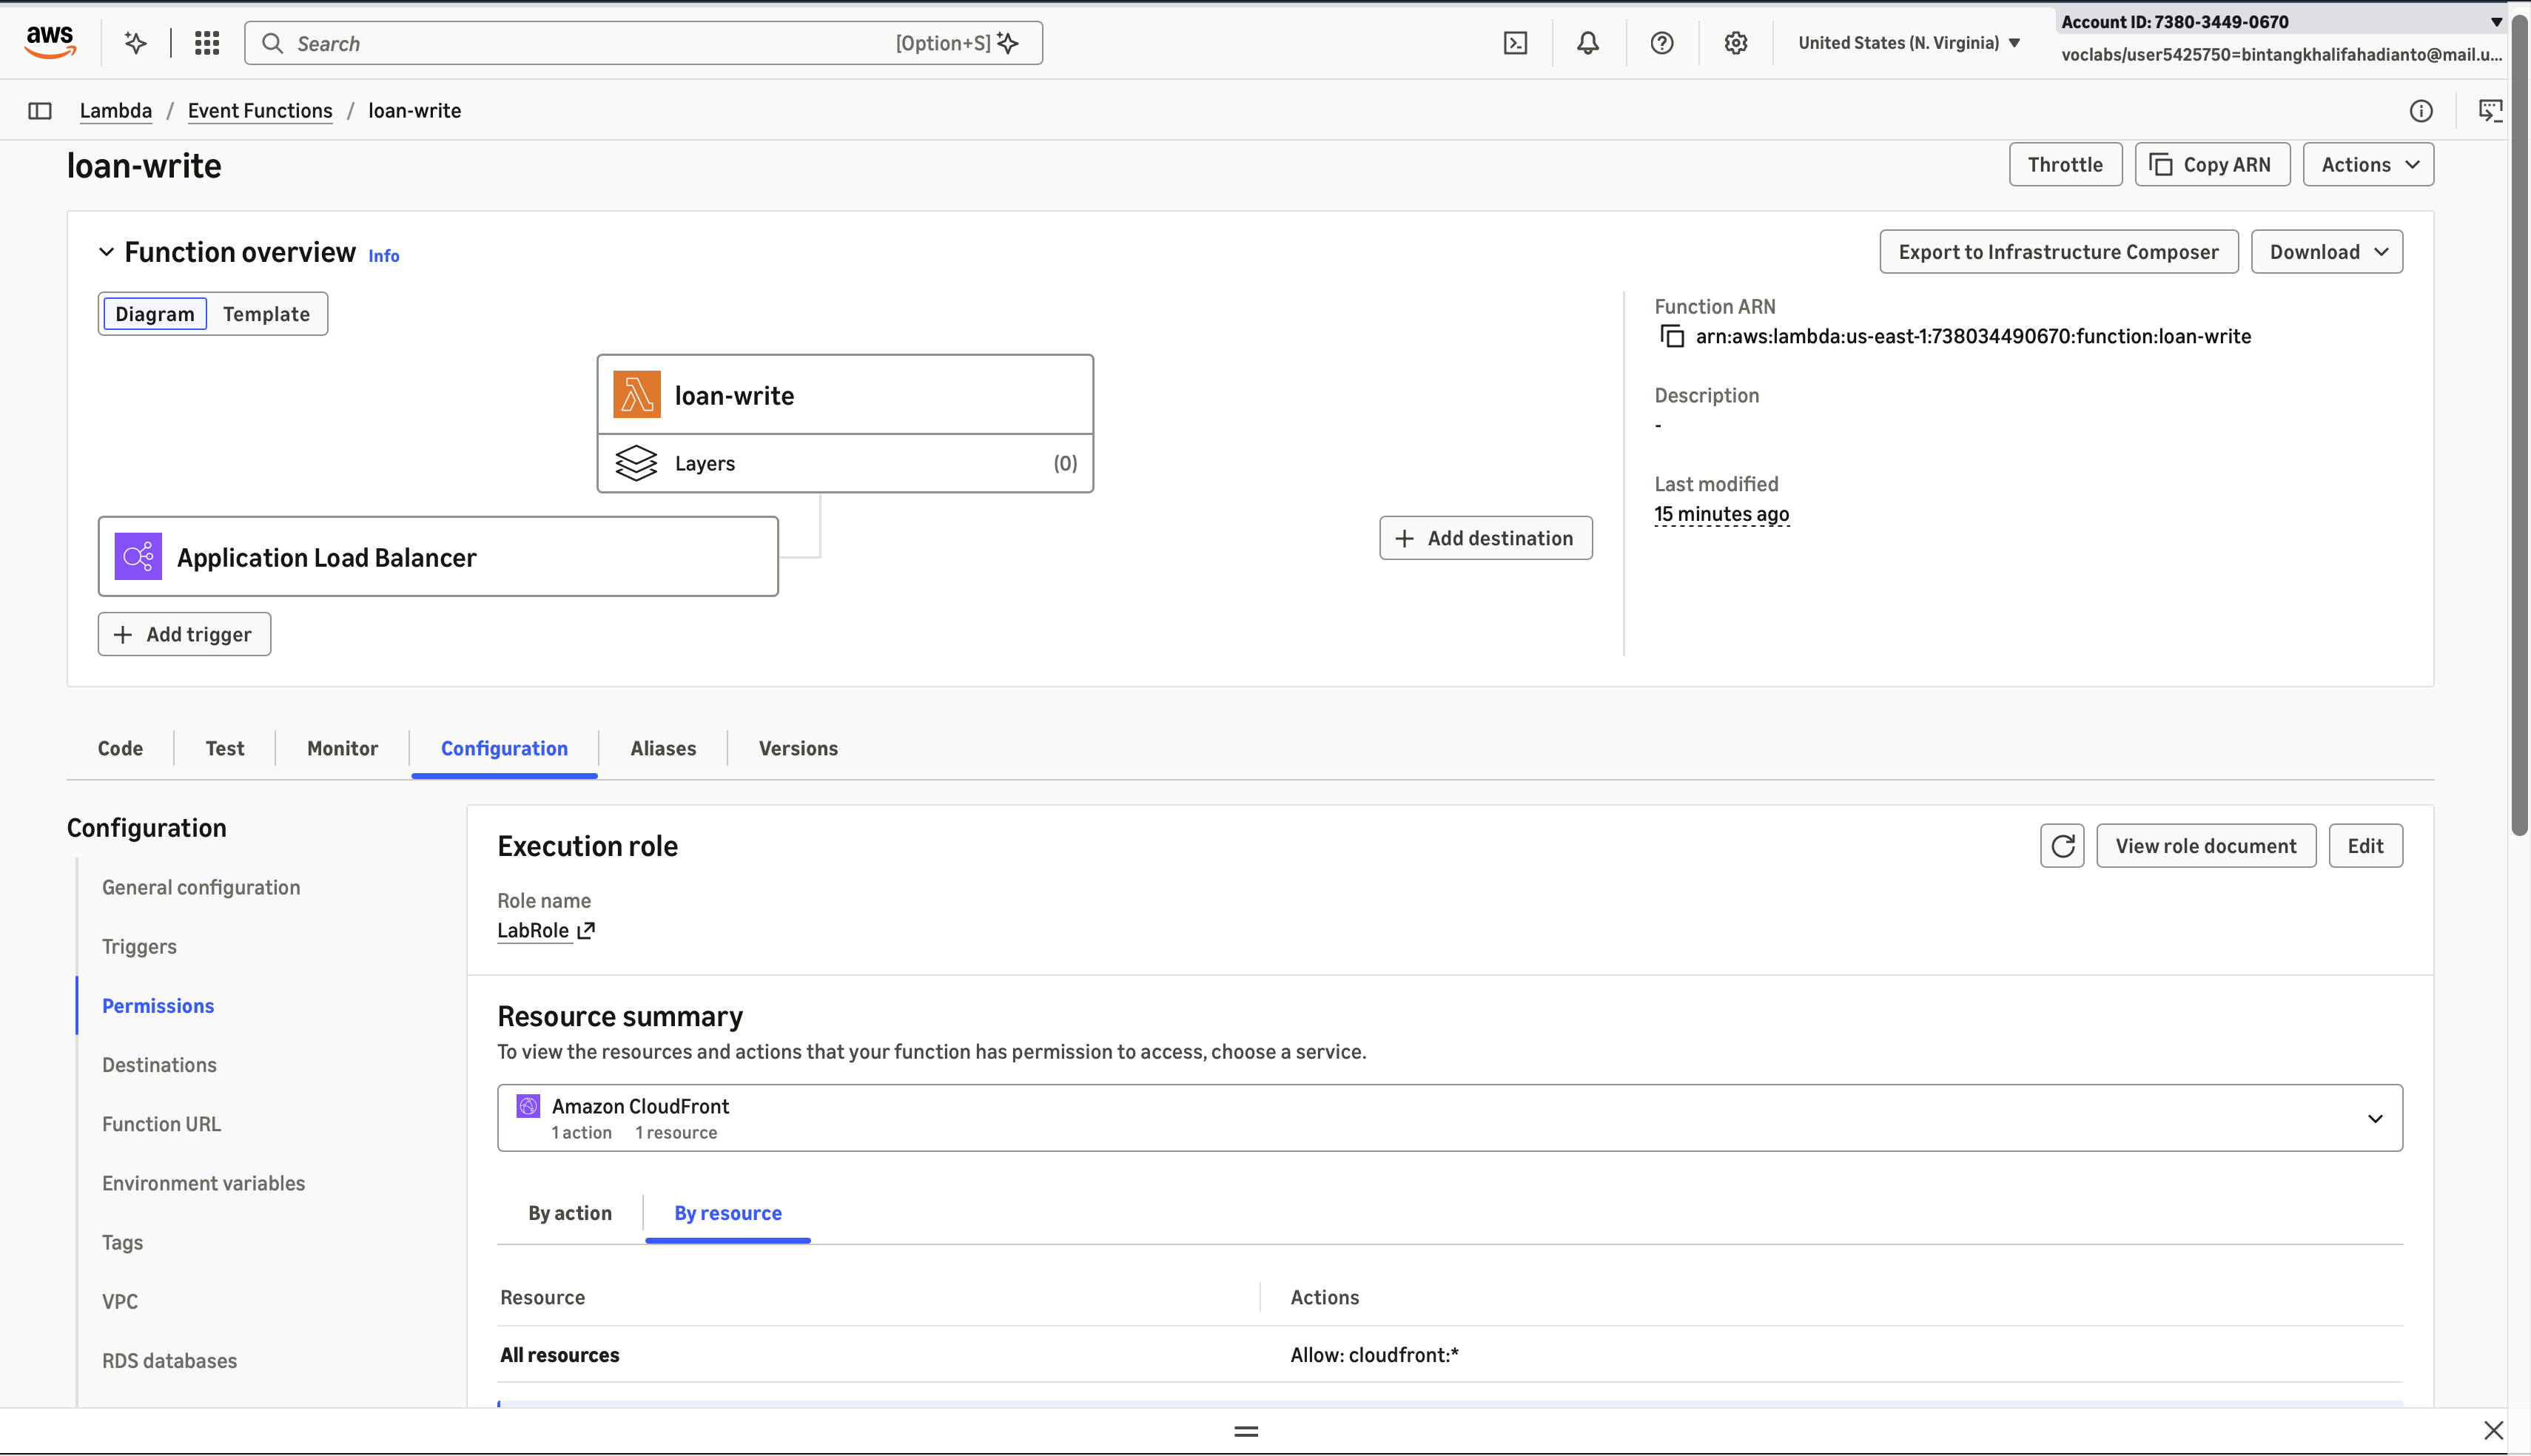 aws
Search
[Option+S]
United States (N. Virginia)
Account ID: 7380-3449-0670
voclabs/user5425750=bintangkhalifahadianto@mail.u...
Lambda / Event Functions / loan-write
loan-write
Throttle
Copy ARN
Actions
Function overview Info
Export to Infrastructure Composer
Download
Diagram
Template
loan-write
Layers
(0)
Application Load Balancer
Add destination
Add trigger
Function ARN
arn:aws:lambda:us-east-1:738034490670:function:loan-write
Description
-
Last modified
15 minutes ago
Code
Test
Monitor
Configuration
Aliases
Versions
Configuration
General configuration
Triggers
Permissions
Destinations
Function URL
Environment variables
Tags
VPC
RDS databases
Execution role
View role document
Edit
Role name
LabRole
Resource summary
To view the resources and actions that your function has permission to access, choose a service.
Amazon CloudFront
1 action 1 resource
By action
By resource
Resource
Actions
All resources
Allow: cloudfront:*